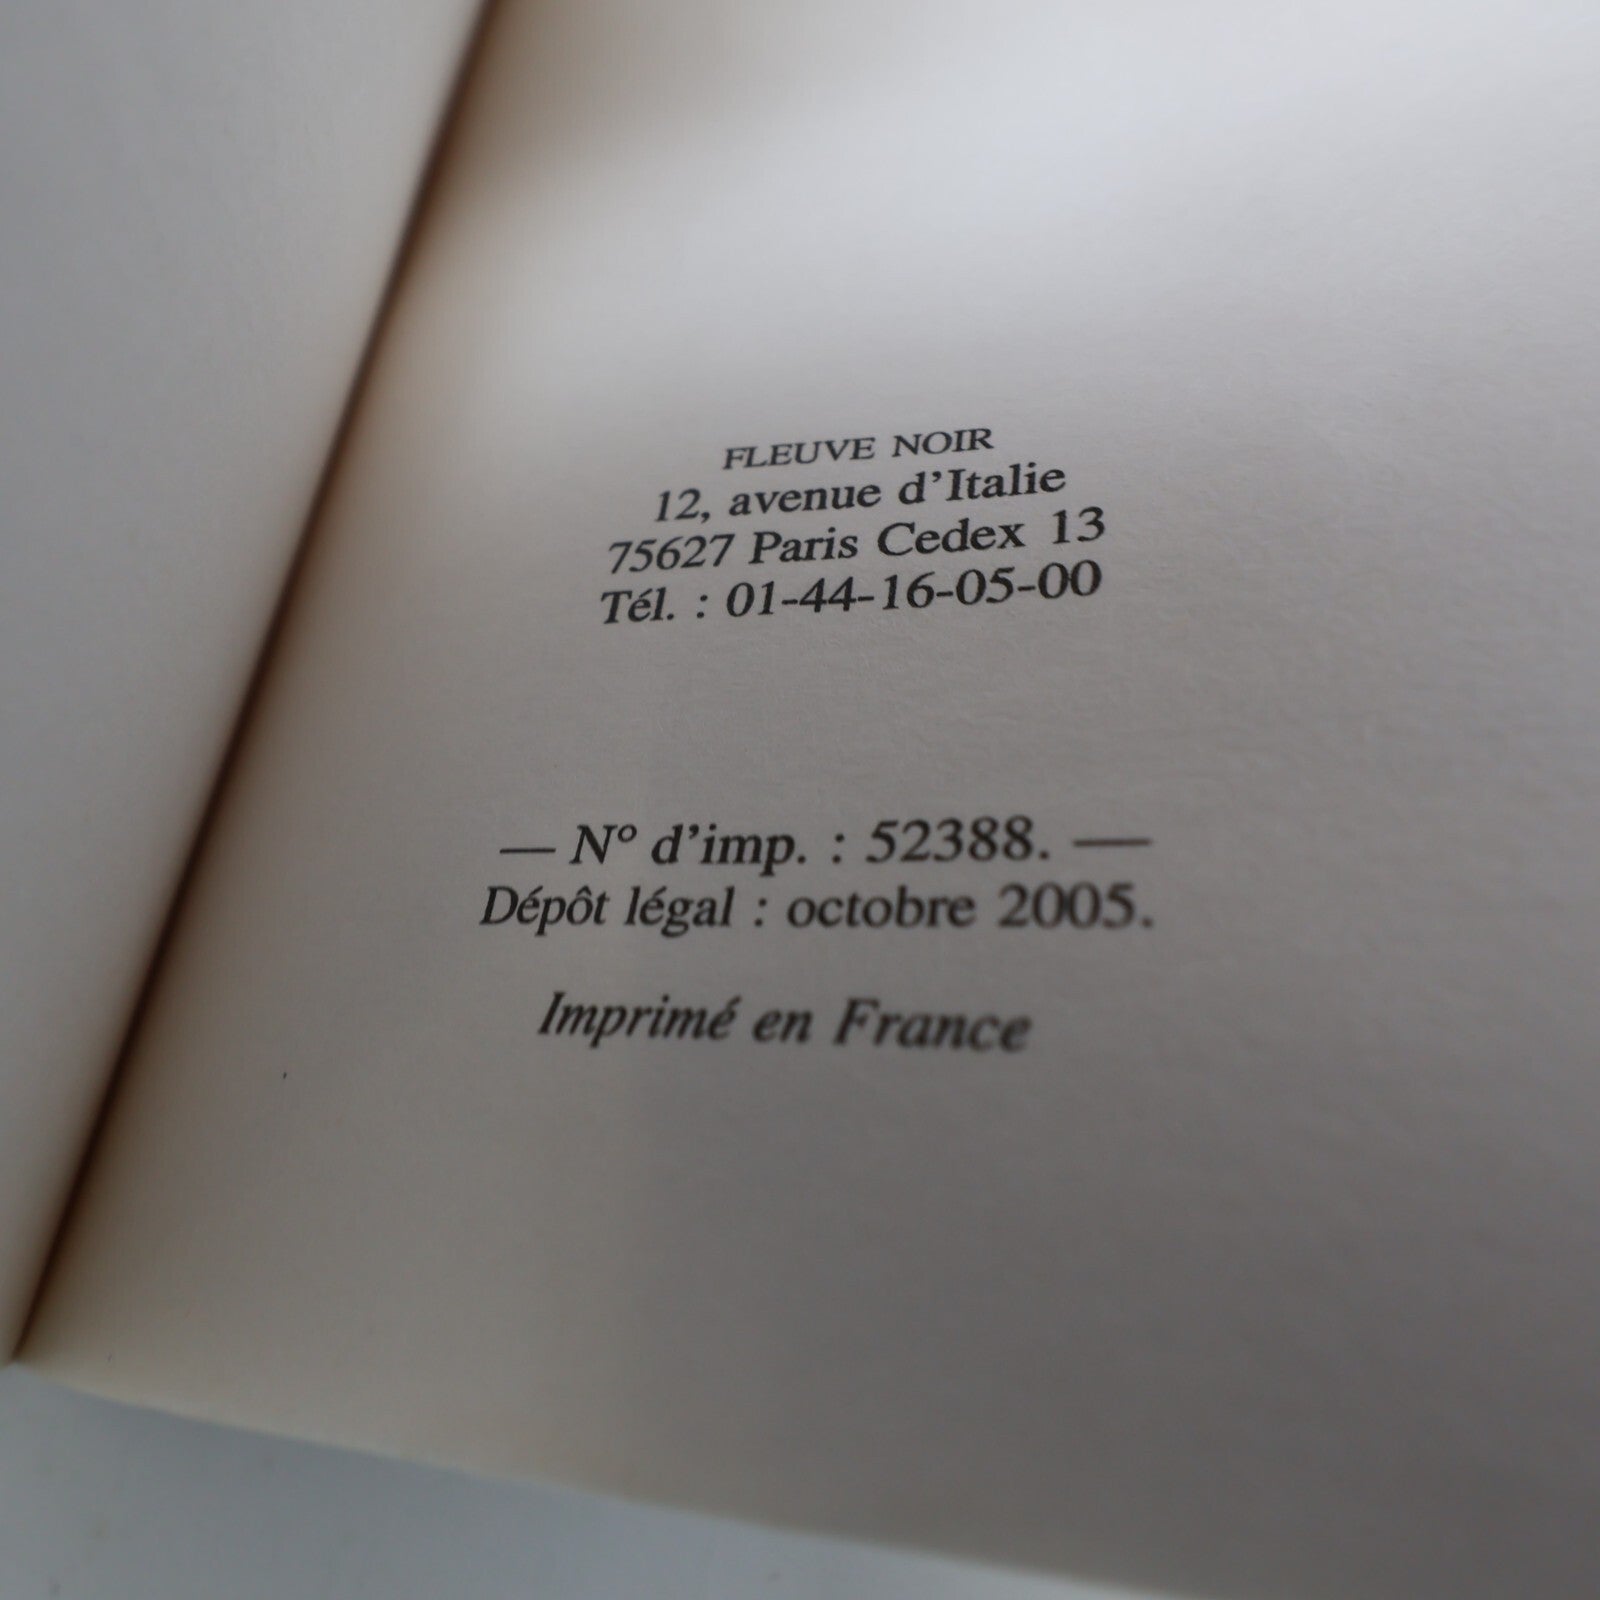 FLEUVE NOIR
12, avenue d'Italie
75627 Paris Cedex 13
Tél. : 01-44-16-05-00
— N° d'imp. : 52388. —
Dépôt légal : octobre 2005.
Imprimé en France